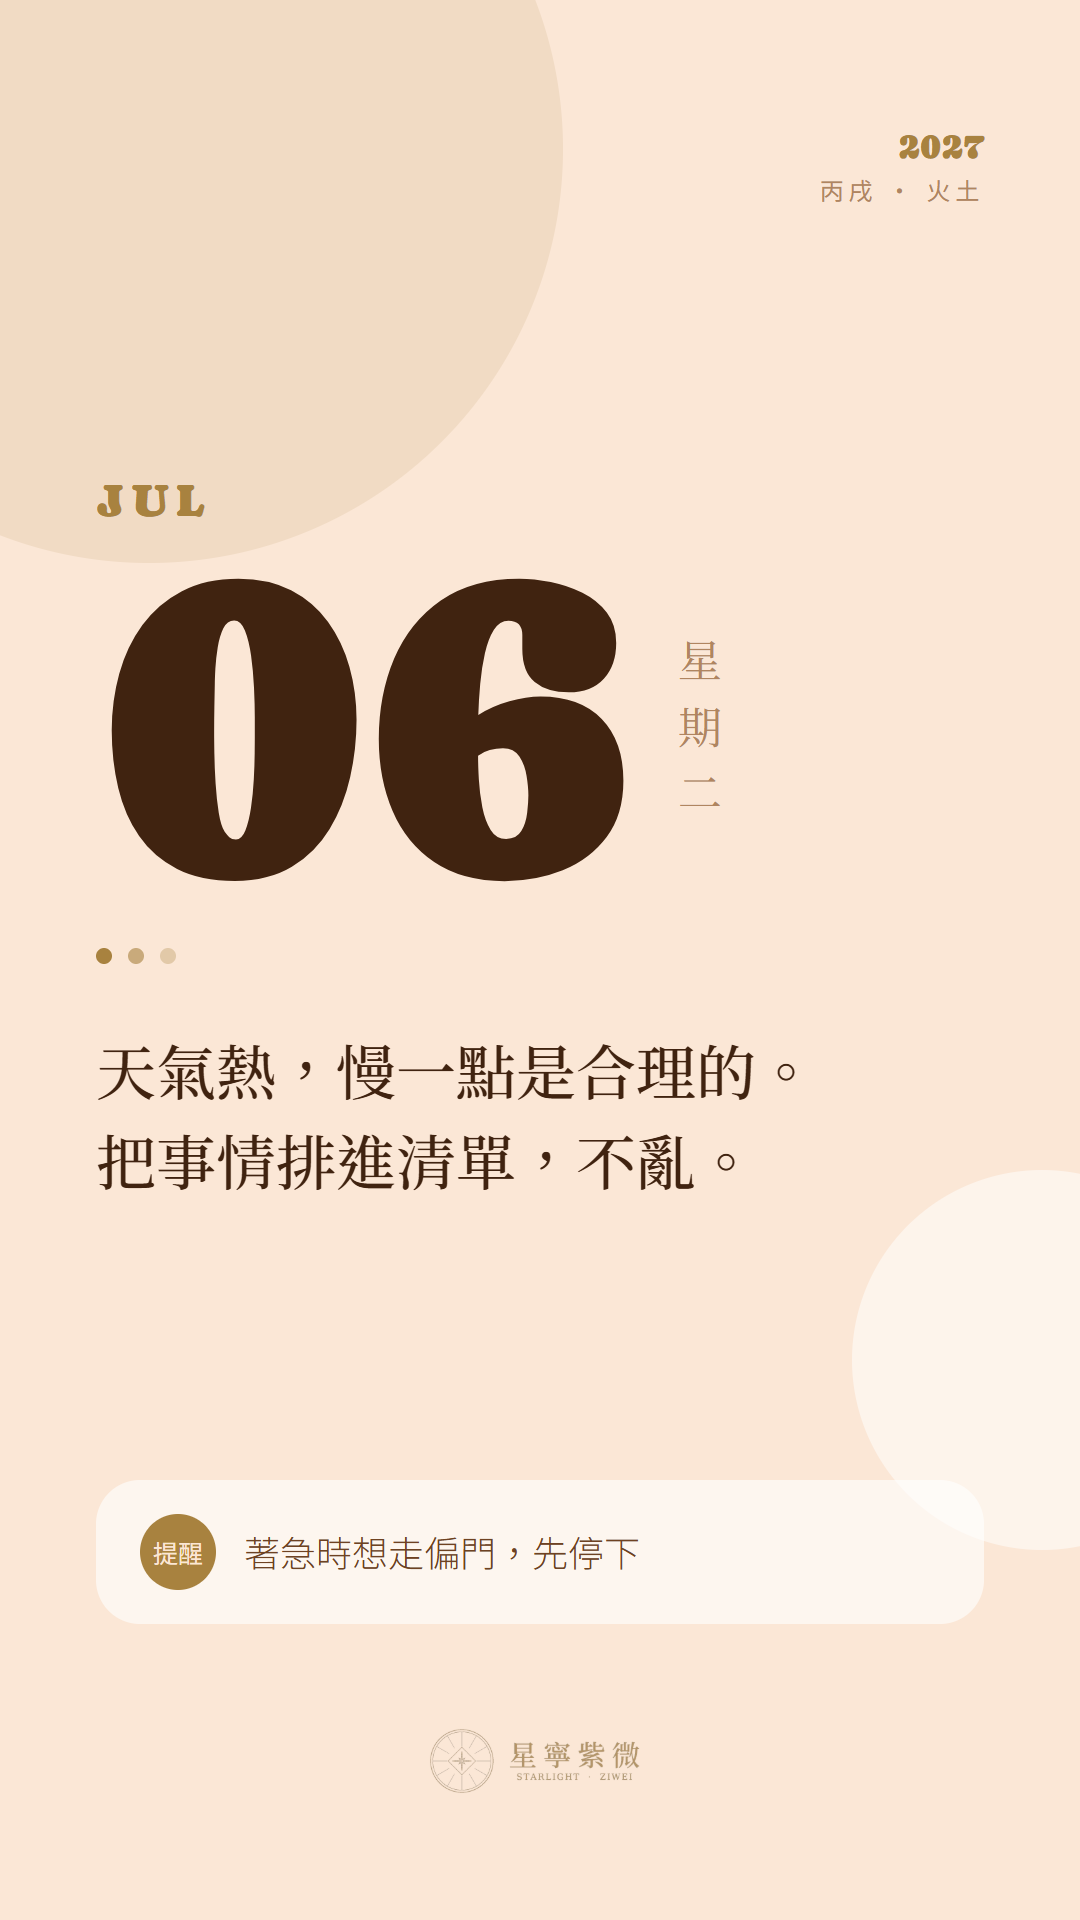 2027
丙戌 · 火土
JUL
06
星期二
天氣熱，慢一點是合理的。
把事情排進清單，不亂。
提醒 著急時想走偏門，先停下
星寧紫微
STARLIGHT · ZIWEI